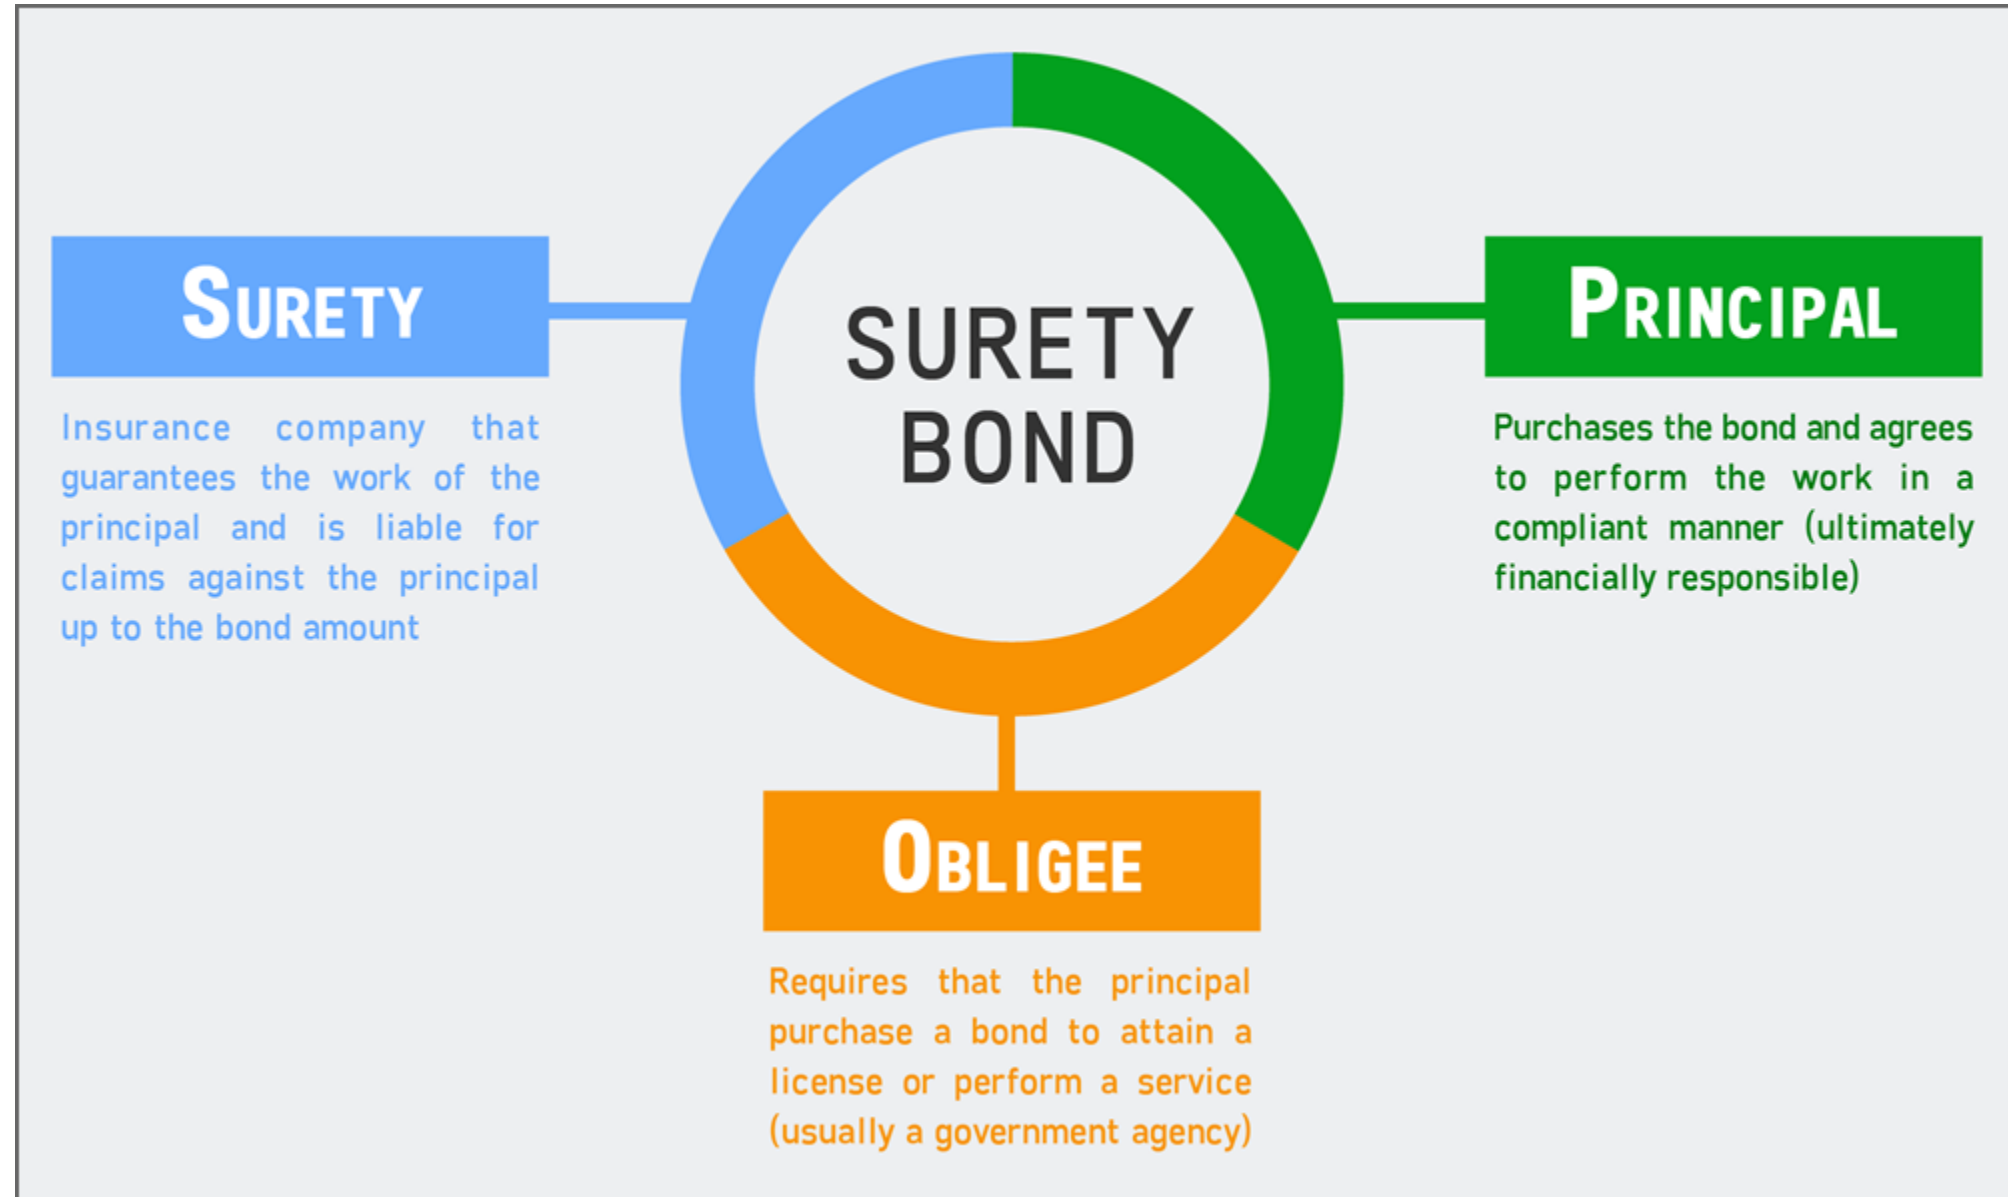 SURETY
BOND
SURETY
Insurance company that
guarantees the work of the
principal and is liable for
claims against the principal
up to the bond amount
PRINCIPAL
Purchases the bond and agrees
to perform the work in a
compliant manner (ultimately
financially responsible)
OBLIGEE
Requires that the principal
purchase a bond to attain a
license or perform a service
(usually a government agency)